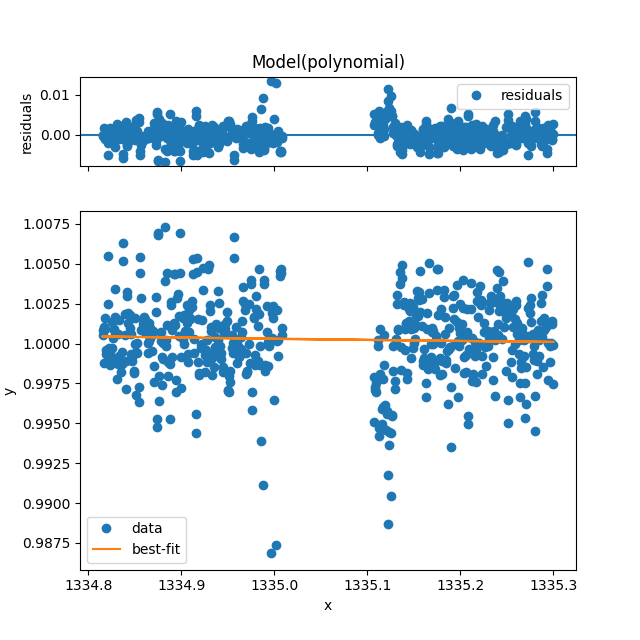 Model(polynomial)
residuals
0.01
0.00
residuals
1.0075
1.0050
1.0025
1.0000
0.9975
0.9950
0.9925
0.9900
0.9875
y
data
best-fit
1334.8 1334.9 1335.0 1335.1 1335.2 1335.3
x